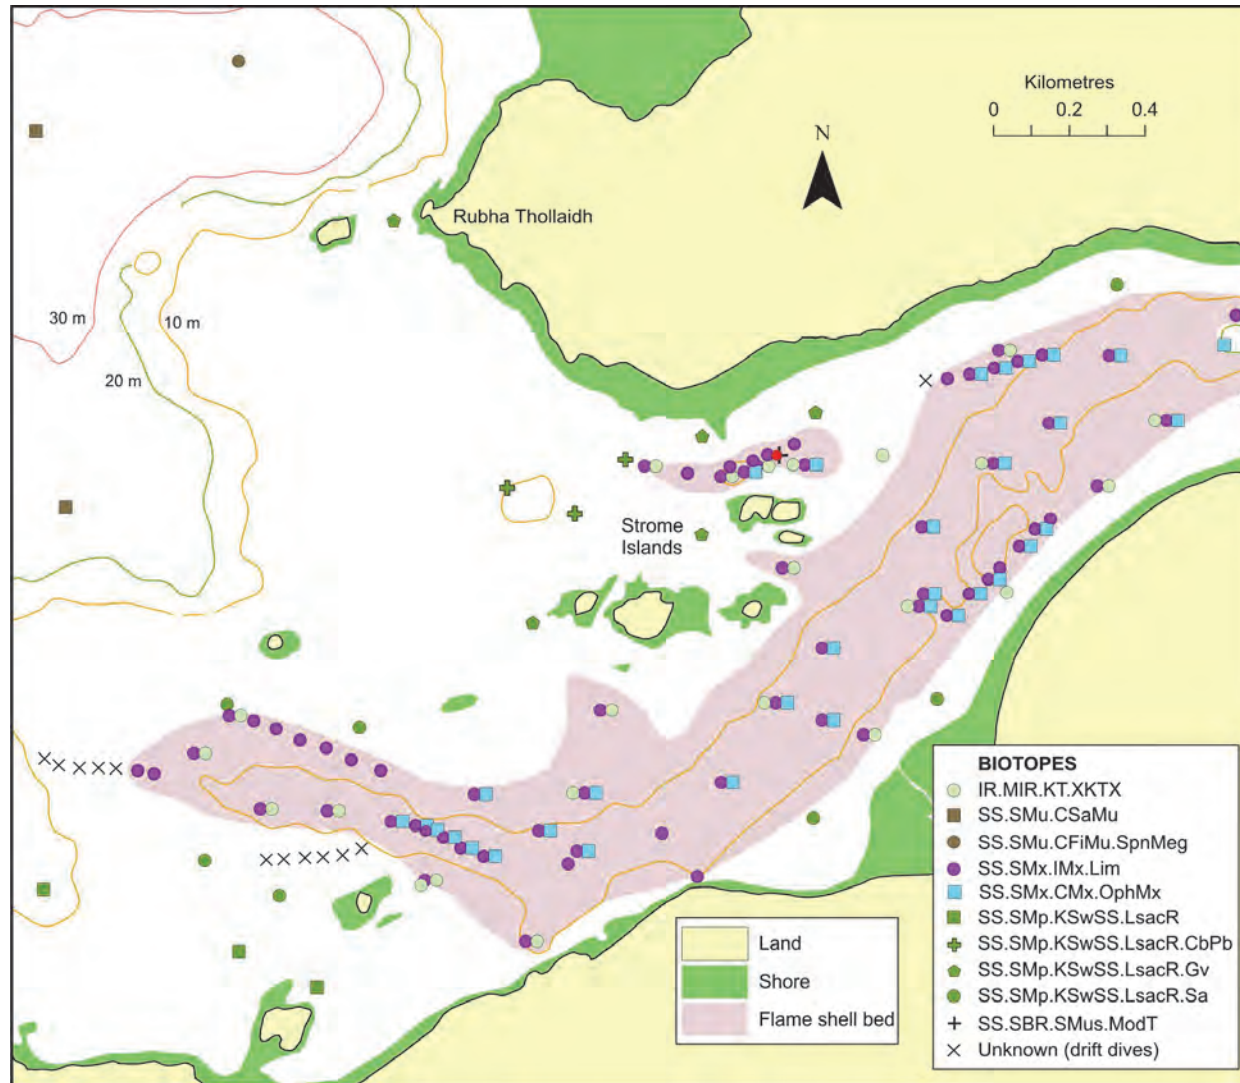 Kilometres
0 0.2 0.4
N
Rubha Thollaidh
30 m
10 m
20 m
Strome
Islands
BIOTOPES
IR.MIR.KT.XKTX
SS.SMu.CSaMu
SS.SMu.CFiMu.SpnMeg
SS.SMx.IMx.Lim
SS.SMx.CMx.OphMx
SS.SMp.KSwSS.LsacR
SS.SMp.KSwSS.LsacR.CbPb
SS.SMp.KSwSS.LsacR.Gv
SS.SMp.KSwSS.LsacR.Sa
SS.SBR.SMus.ModT
Unknown (drift dives)
Land
Shore
Flame shell bed